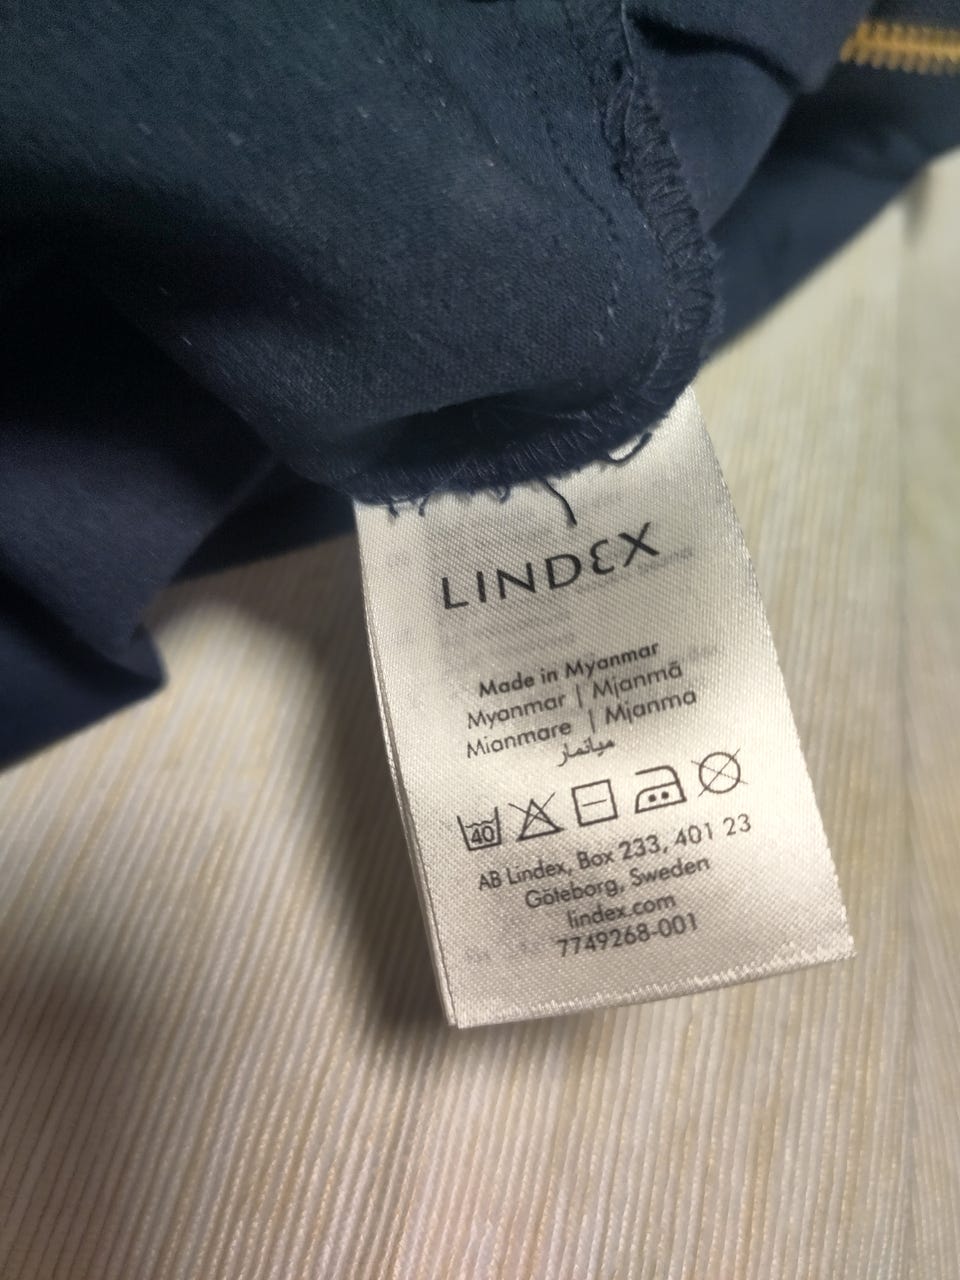 LINDEX
Made in Myanmar
Myanmar | Mjanmā
Mianmare | Mjanma
ميانمار
40
AB Lindex, Box 233, 401 23
Göteborg, Sweden
lindex.com
7749268-001